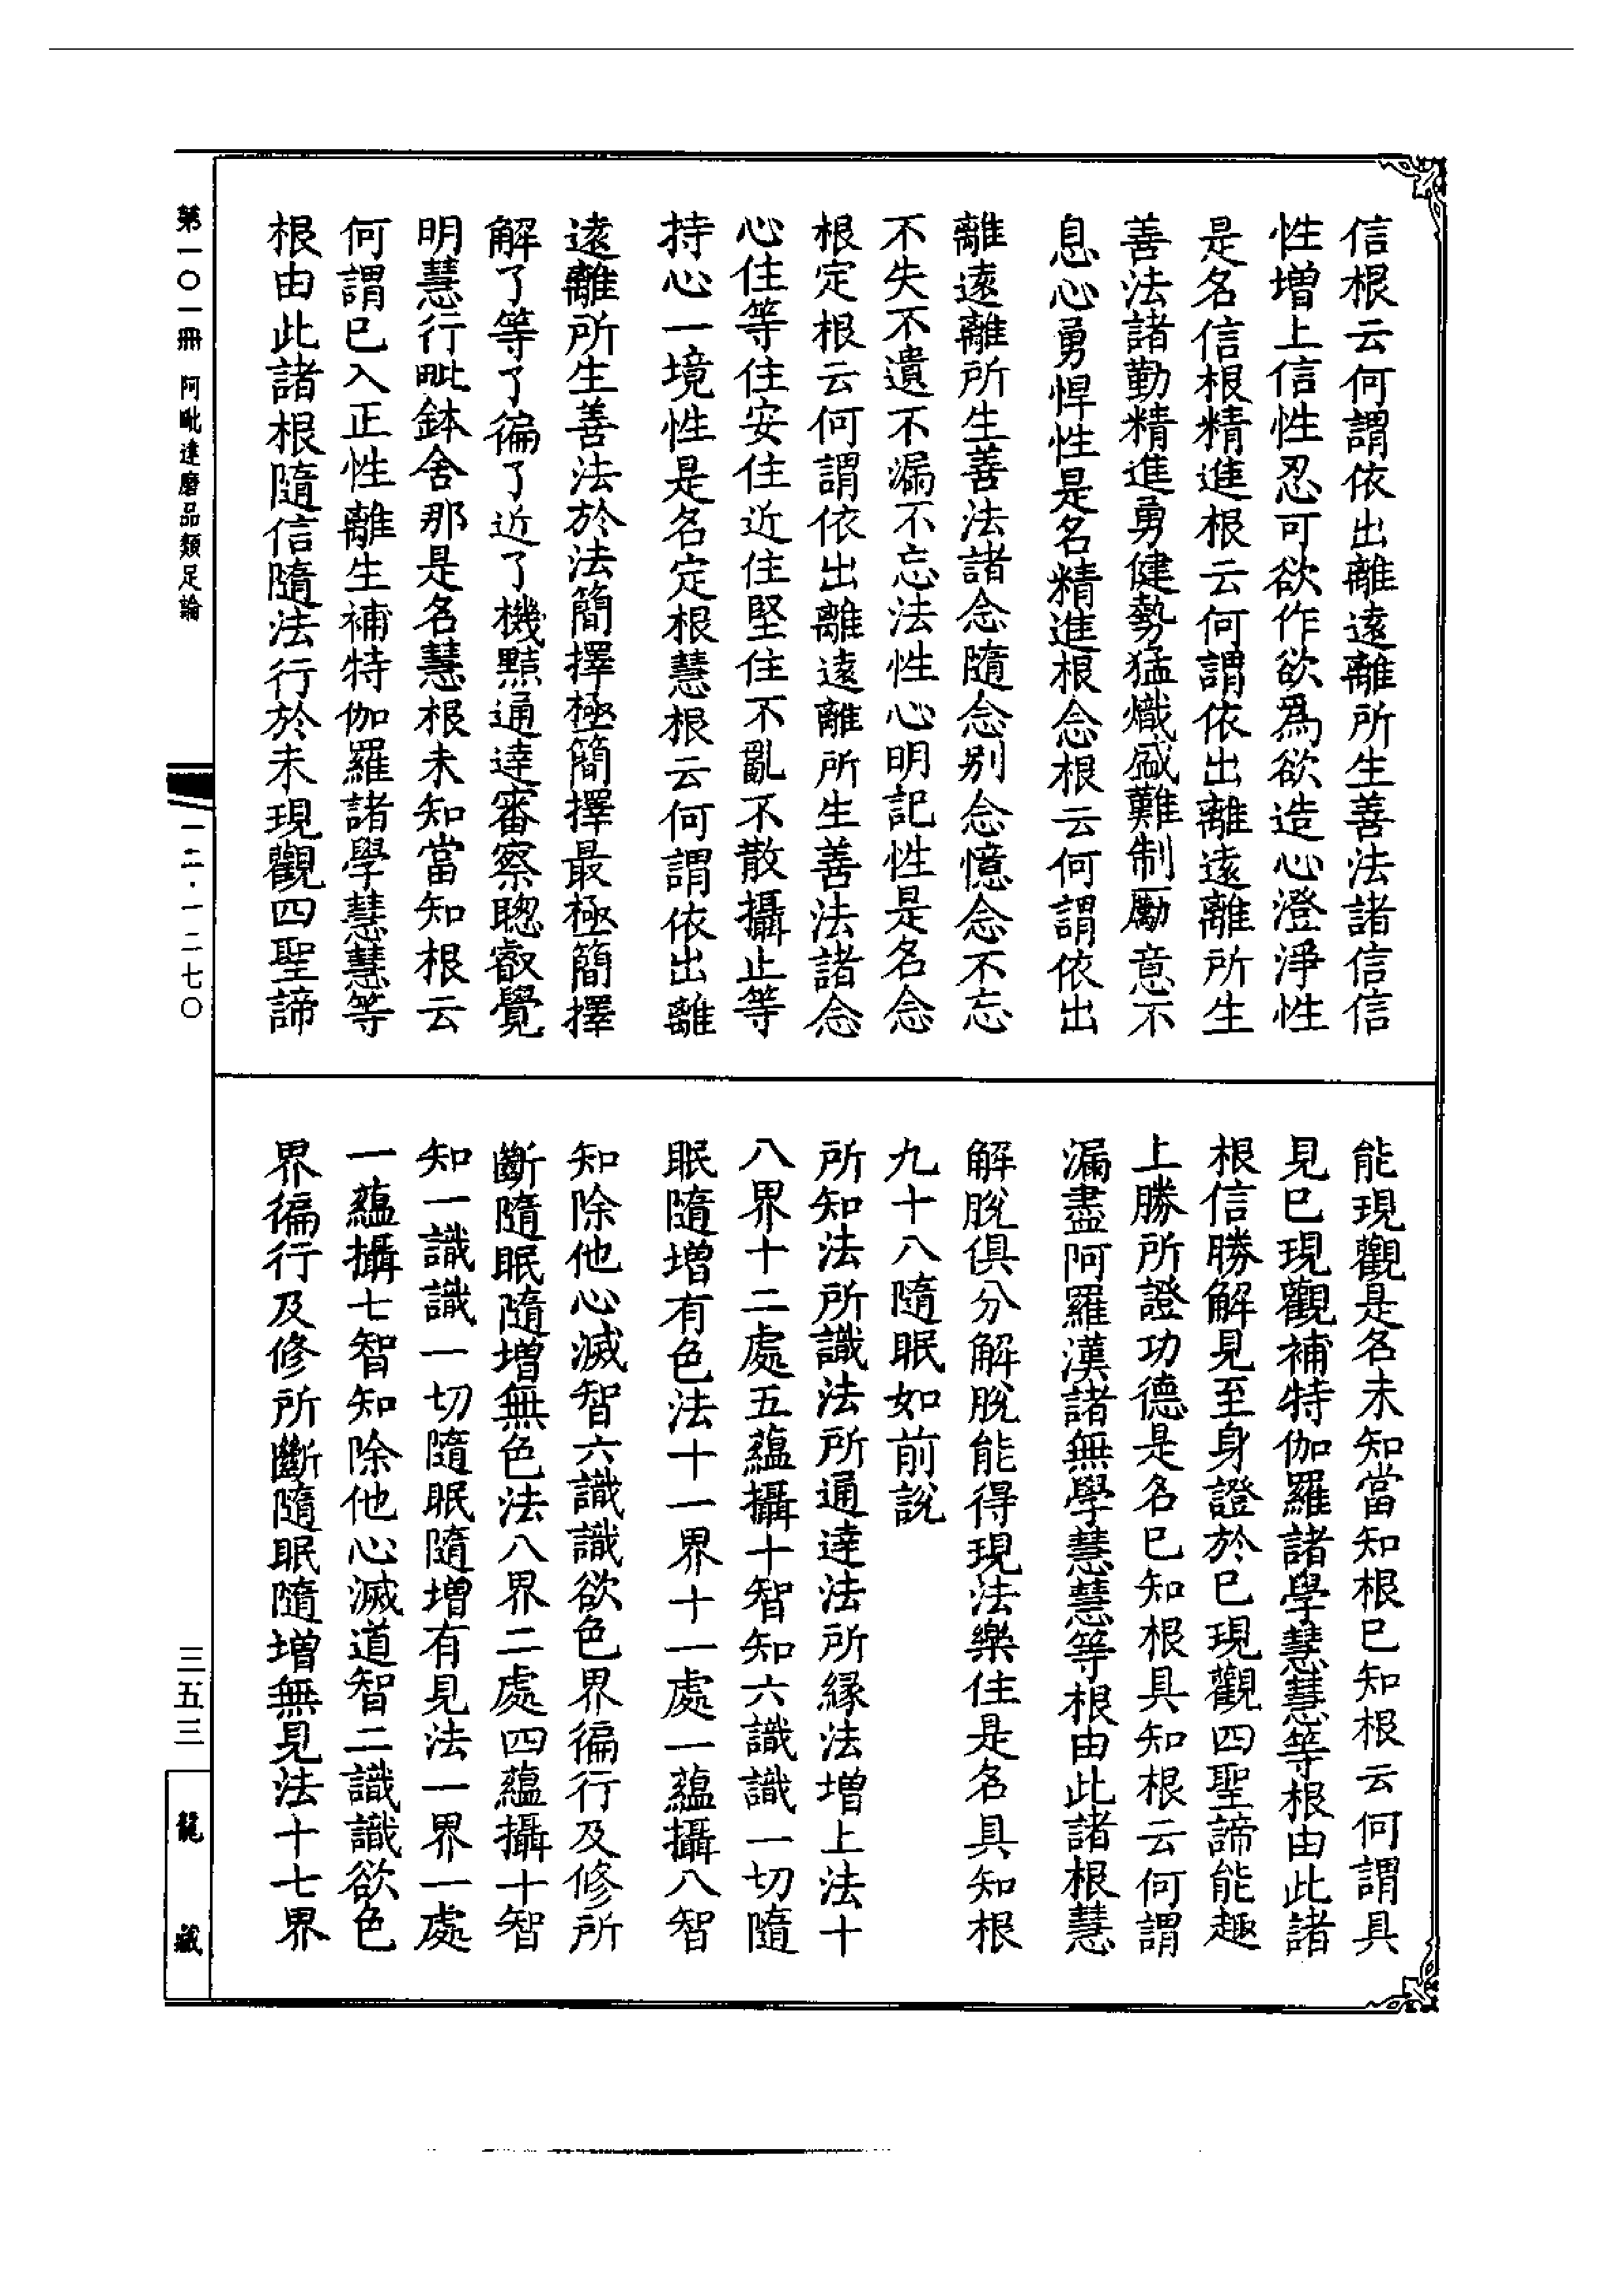 信根云何謂依出離遠離所生善法諸信信
性增上信性忍可欲作欲爲欲造心澄淨性
是名信根精進根云何謂依出離遠離所生
善法諸勤精進勇健勢猛熾盛難制勵意不
息心勇悍性是名精進根念根云何謂依出
離遠離所生善法諸念隨念別念憶念不忘
不失不遺不漏不忘法性心明記性是名念
根定根云何謂依出離遠離所生善法諸念
心住等住安住近住堅住不亂不散攝止等
持心一境性是名定根慧根云何謂依出離
遠離所生善法於法簡擇極簡擇最極簡擇
解了等了徧了近了機黠通達審察聰叡覺
明慧行毗鉢舍那是名慧根未知當知根云
何謂已入正性離生補特伽羅諸學慧慧等
根由此諸根隨信隨法行於未現觀四聖諦
能現觀是名未知當知根已知根云何謂具
見已現觀補特伽羅諸學慧慧等根由此諸
根信勝解見至身證於已現觀四聖諦能趣
上勝所證功德是名已知根具知根云何謂
漏盡阿羅漢諸無學慧慧等根由此諸根慧
解脫俱分解脫能得現法樂住是名具知根
九十八隨眠如前說
所知法所識法所通達法所緣法增上法十
八界十二處五蘊攝十智知六識識一切隨
眠隨增有色法十一界十一處一蘊攝八智
知除他心滅智六識識欲色界徧行及修所
斷隨眠隨增無色法八界二處四蘊攝十智
知一識識一切隨眠隨增有見法一界一處
一蘊攝七智知除他心滅道智二識識欲色
界徧行及修所斷隨眠隨增無見法十七界
第一〇一冊 阿毗達磨品類足論
一二·一二七〇
三五三
龍藏